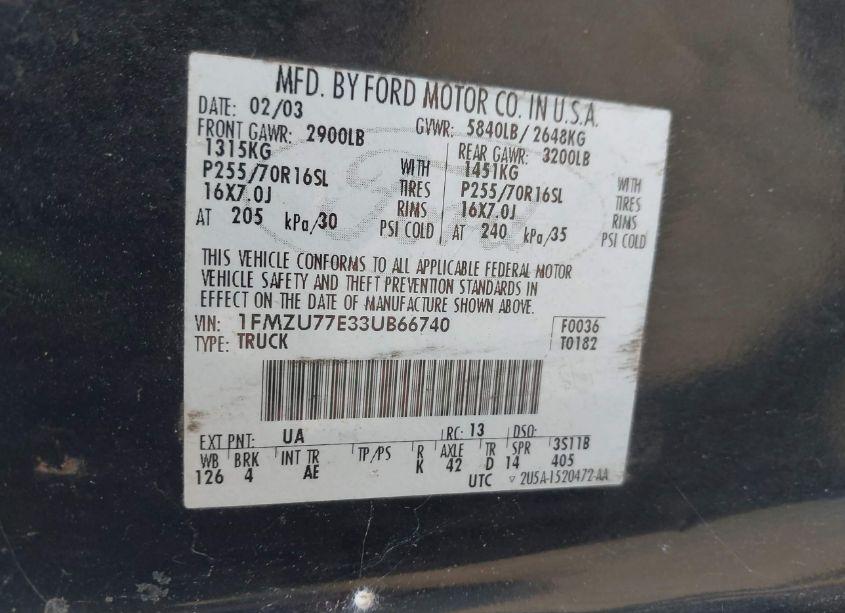 MFD. BY FORD MOTOR CO. IN U.S.A.
DATE: 02/03 GVWR: 5840LB/2648KG
FRONT GAWR: 2900LB REAR GAWR: 3200LB
1315KG WITH 1451KG WITH
P255/70R16SL TIRES P255/70R16SL TIRES
16X7.0J RIMS 16X7.0J RIMS
AT 205 kPa/30 PSI COLD AT 240 kPa/35 PSI COLD
THIS VEHICLE CONFORMS TO ALL APPLICABLE FEDERAL MOTOR
VEHICLE SAFETY AND THEFT PREVENTION STANDARDS IN
EFFECT ON THE DATE OF MANUFACTURE SHOWN ABOVE.
VIN: 1FMZU77E33UB66740 F0036
TYPE: TRUCK T0182
EXT PNT: UA RC: 13 DSO:
WB BRK INT TR TP/PS R AXLE TR SPR 3S11B
126 4 AE K 42 D 14 405
UTC ▽ 2U5A-1520472-AA